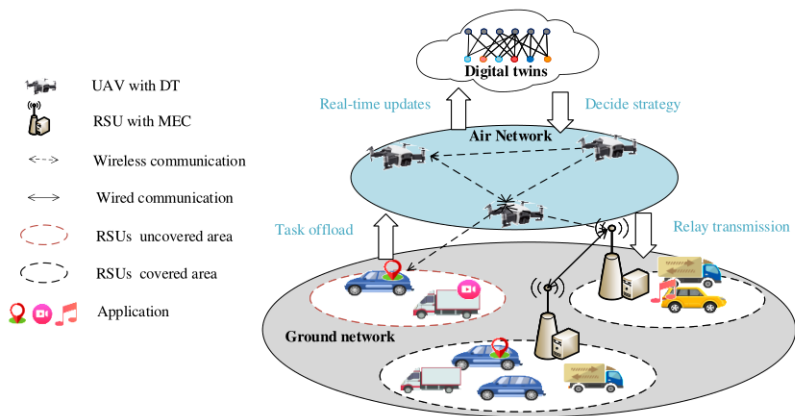 Digital twins
Real-time updates
Decide strategy
Air Network
UAV with DT
RSU with MEC
Wireless communication
Wired communication
RSUs uncovered area
RSUs covered area
Application
Task offload
Relay transmission
Ground network